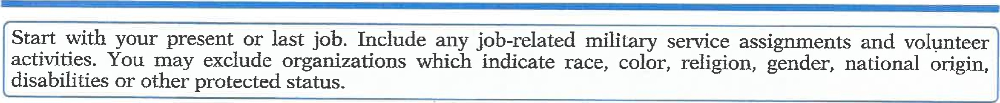 Start with your present or last job. Include any job-related military service assignments and volunteer
activities. You may exclude organizations which indicate race, color, religion, gender, national origin,
disabilities or other protected status.